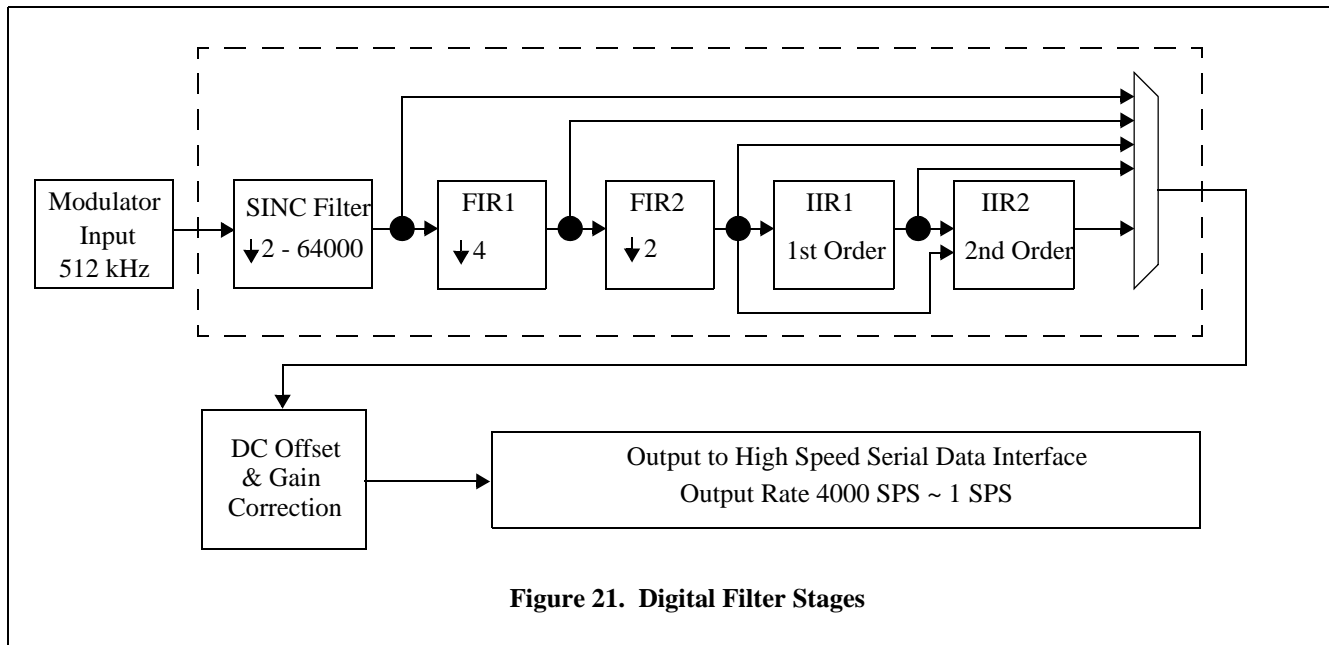 Modulator
Input
512 kHz
SINC Filter
↓2 - 64000
FIR1
↓4
FIR2
↓2
IIR1
1st Order
IIR2
2nd Order
DC Offset
& Gain
Correction
Output to High Speed Serial Data Interface
Output Rate 4000 SPS ~ 1 SPS
Figure 21.  Digital Filter Stages